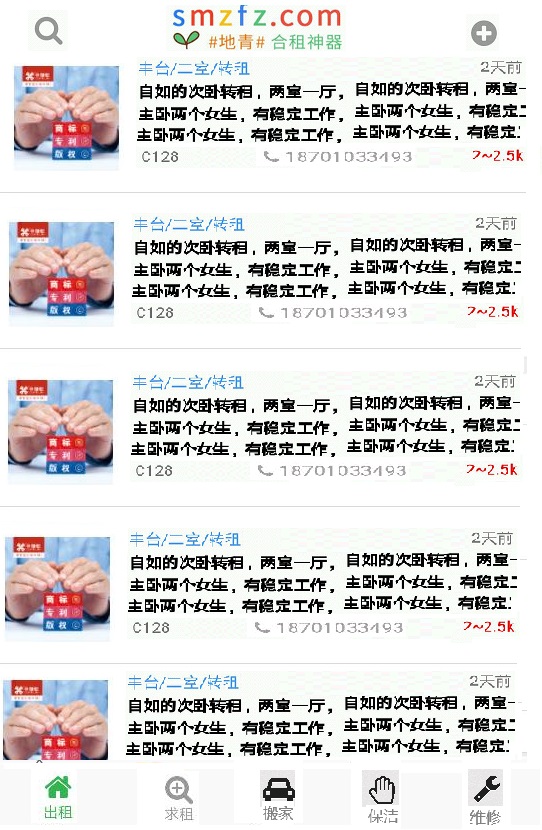 smzfz.com
#地青# 合租神器
丰台/二室/转租 2天前
自如的次卧转租，两室一厅， 自如的次卧转租，两室一
主卧两个女生，有稳定工作， 主卧两个女生，有稳定工
主卧两个女生，有稳定工作， 主卧两个女生，有稳定
C128 18701033493 2~2.5k
商标
专利
版权
丰台/二室/转租 2天前
自如的次卧转租，两室一厅， 自如的次卧转租，两室一
主卧两个女生，有稳定工作， 主卧两个女生，有稳定工
主卧两个女生，有稳定工作， 主卧两个女生，有稳定
C128 18701033493 2~2.5k
商标
专利
版权
丰台/二室/转租 2天前
自如的次卧转租，两室一厅， 自如的次卧转租，两室一
主卧两个女生，有稳定工作， 主卧两个女生，有稳定工
主卧两个女生，有稳定工作， 主卧两个女生，有稳定
C128 18701033493 2~2.5k
商标
专利
版权
丰台/二室/转租 2天前
自如的次卧转租，两室一厅， 自如的次卧转租，两室一
主卧两个女生，有稳定工作， 主卧两个女生，有稳定工
主卧两个女生，有稳定工作， 主卧两个女生，有稳定
C128 18701033493 2~2.5k
商标
专利
版权
丰台/二室/转租 2天前
自如的次卧转租，两室一厅， 自如的次卧转租，两室一
主卧两个女生，有稳定工作， 主卧两个女生，有稳定工
主卧两个女生，有稳定工作， 主卧两个女生，有稳定
商标
专利
出租 求租 搬家 保洁 维修